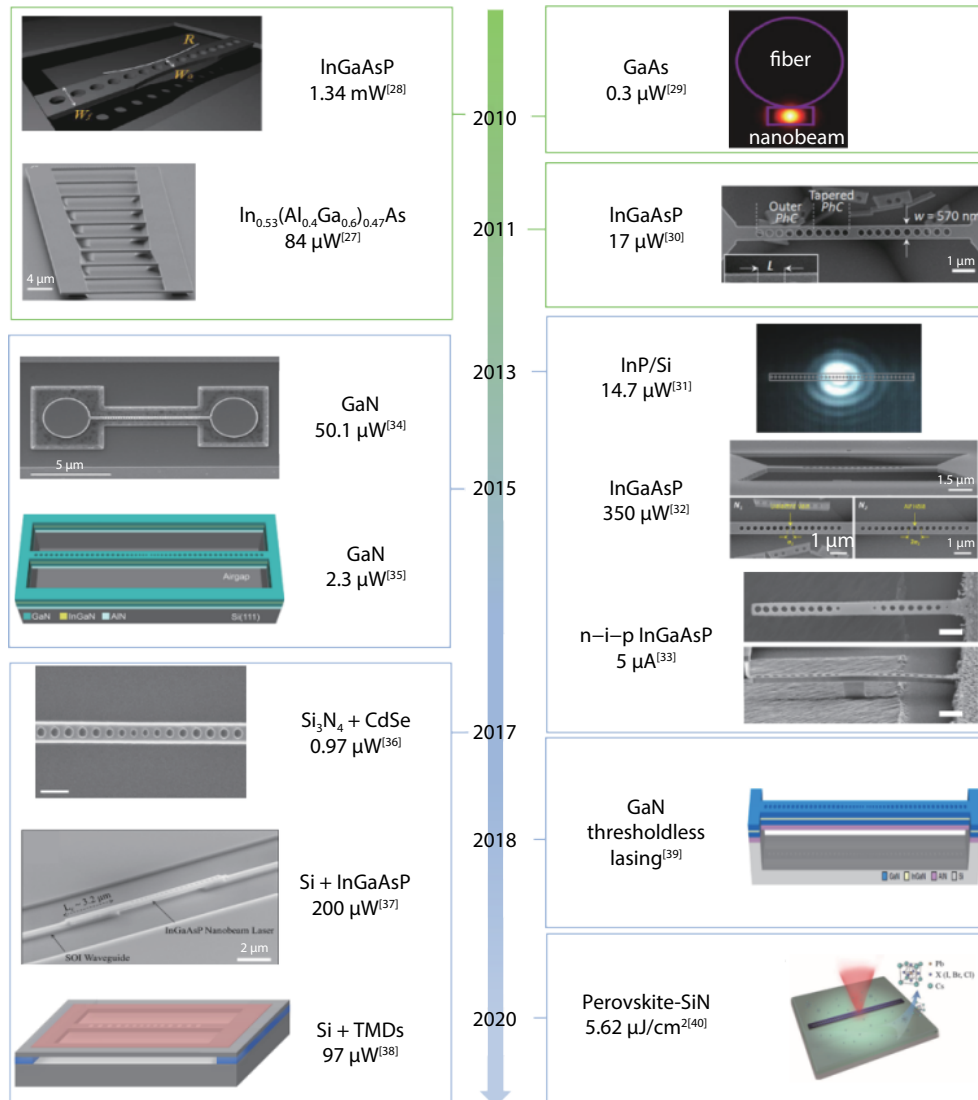 R
W₀
W_f
InGaAsP
1.34 mW[28]
In0.53(Al0.4Ga0.6)0.47As
84 µW[27]
4 µm
GaAs
0.3 µW[29]
fiber
nanobeam
InGaAsP
17 µW[30]
Outer
PhC
Tapered
PhC
w = 570 nm
L
1 µm
2010
2011
2013
2015
2017
2018
2020
GaN
50.1 µW[34]
5 µm
GaN
2.3 µW[35]
Airgap
GaN InGaN AlN Si(111)
InP/Si
14.7 µW[31]
InGaAsP
350 µW[32]
1.5 µm
1 µm
1 µm
n–i–p InGaAsP
5 µA[33]
Si3N4 + CdSe
0.97 µW[36]
Si + InGaAsP
200 µW[37]
InGaAsP Nanobeam Laser
SOI Waveguide
2 µm
Si + TMDs
97 µW[38]
GaN
thresholdless
lasing[39]
GaN InGaN AlN Si
Perovskite-SiN
5.62 µJ/cm2[40]
Pb
X (I, Br, Cl)
Cs